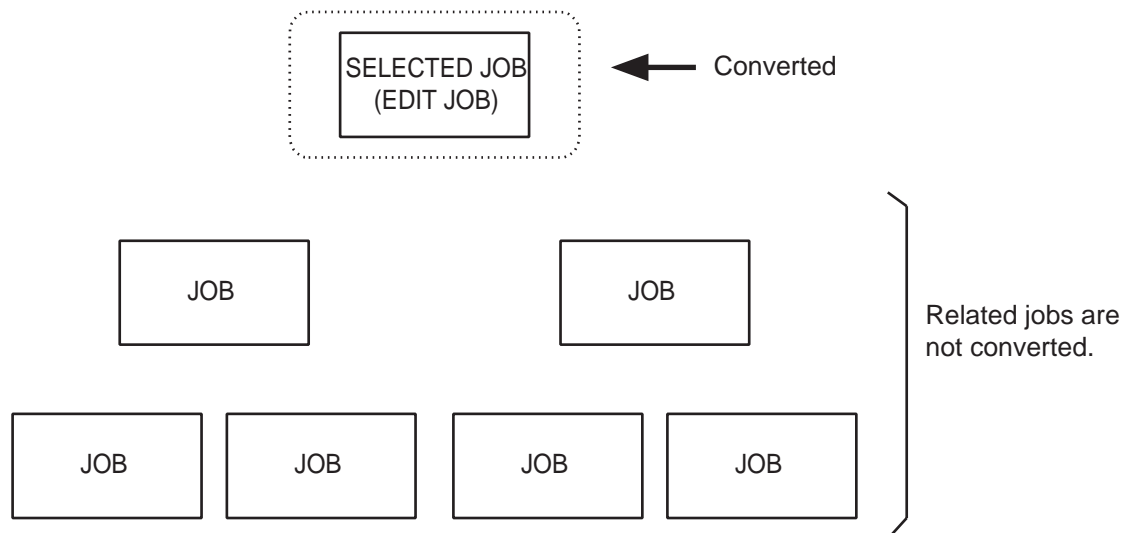 SELECTED JOB
(EDIT JOB)
Converted
JOB
JOB
Related jobs are
not converted.
JOB
JOB
JOB
JOB